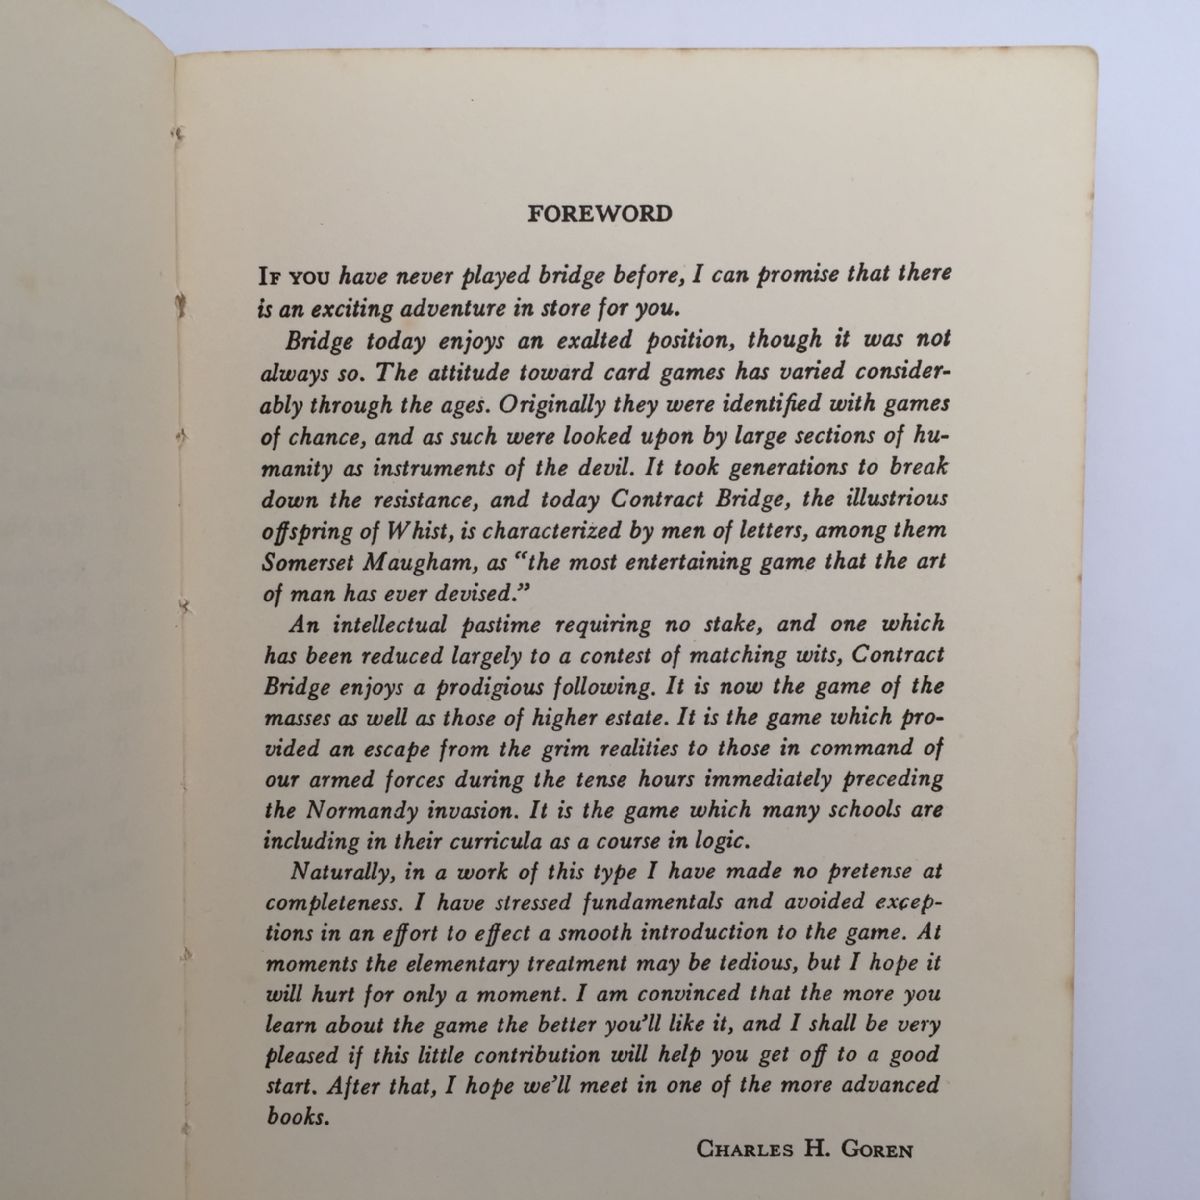 FOREWORD
IF YOU have never played bridge before, I can promise that there
is an exciting adventure in store for you.
Bridge today enjoys an exalted position, though it was not
always so. The attitude toward card games has varied consider-
ably through the ages. Originally they were identified with games
of chance, and as such were looked upon by large sections of hu-
manity as instruments of the devil. It took generations to break
down the resistance, and today Contract Bridge, the illustrious
offspring of Whist, is characterized by men of letters, among them
Somerset Maugham, as “the most entertaining game that the art
of man has ever devised.”
An intellectual pastime requiring no stake, and one which
has been reduced largely to a contest of matching wits, Contract
Bridge enjoys a prodigious following. It is now the game of the
masses as well as those of higher estate. It is the game which pro-
vided an escape from the grim realities to those in command of
our armed forces during the tense hours immediately preceding
the Normandy invasion. It is the game which many schools are
including in their curricula as a course in logic.
Naturally, in a work of this type I have made no pretense at
completeness. I have stressed fundamentals and avoided excep-
tions in an effort to effect a smooth introduction to the game. At
moments the elementary treatment may be tedious, but I hope it
will hurt for only a moment. I am convinced that the more you
learn about the game the better you’ll like it, and I shall be very
pleased if this little contribution will help you get off to a good
start. After that, I hope we’ll meet in one of the more advanced
books.
CHARLES H. GOREN